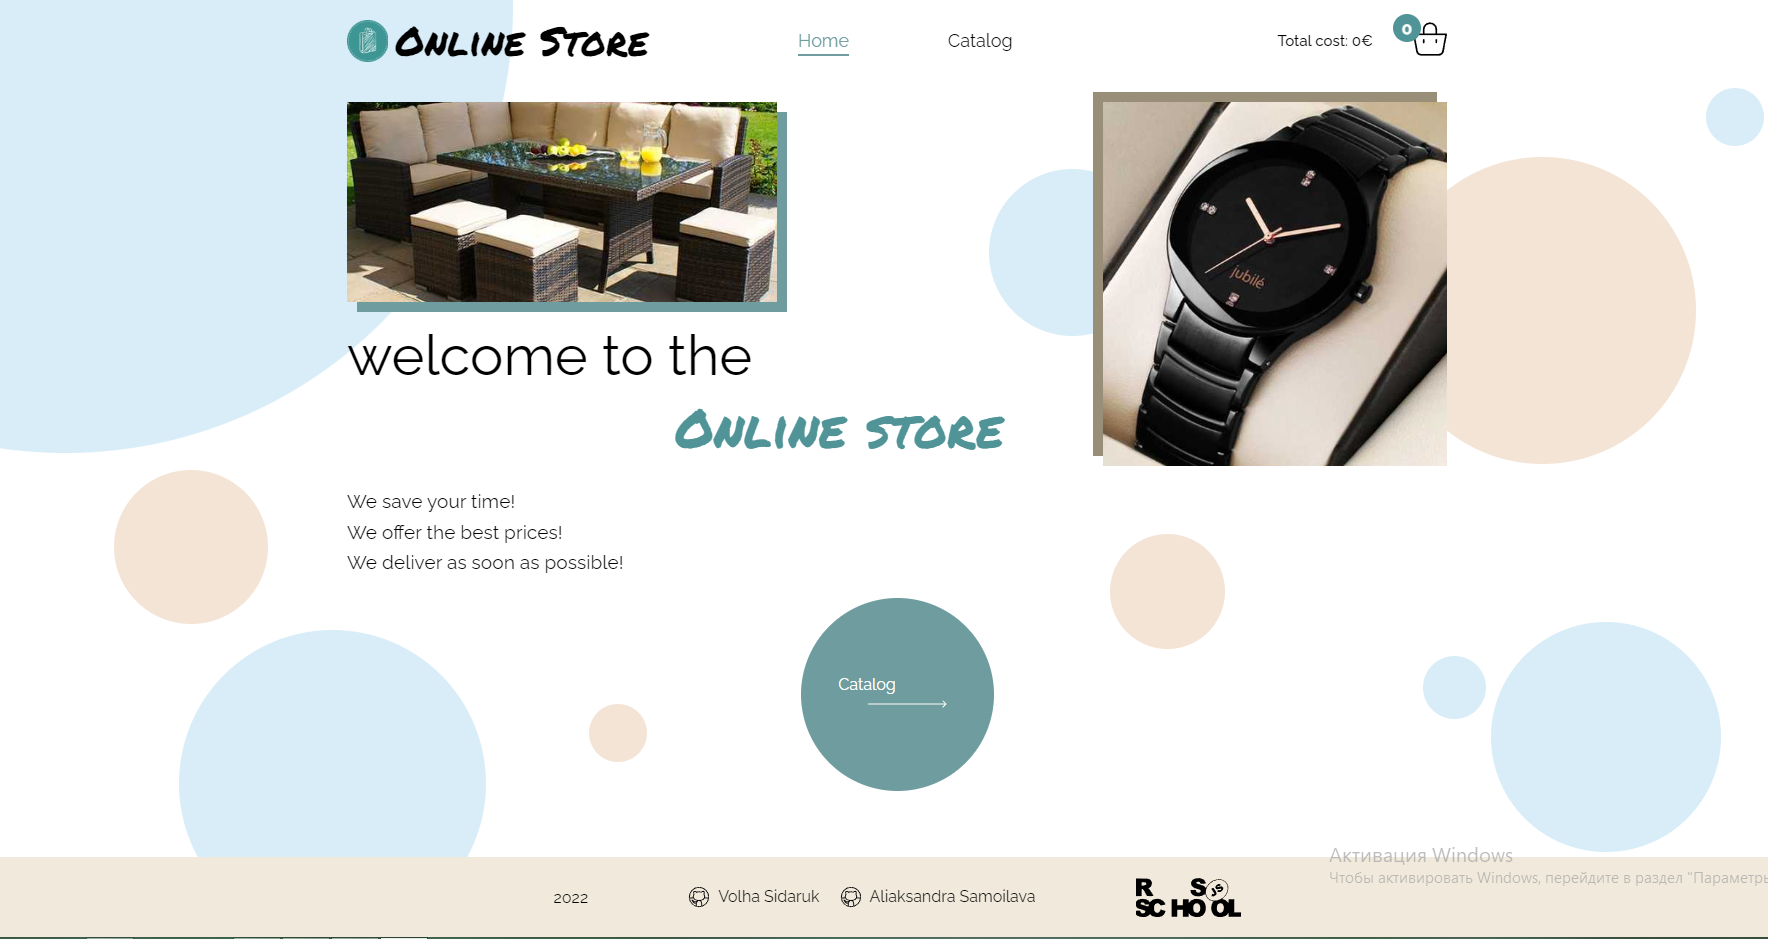 Online Store
Home
Catalog
Total cost: 0€
0
jubilé
welcome to the
Online store
We save your time!
We offer the best prices!
We deliver as soon as possible!
Catalog
Активация Windows
Чтобы активировать Windows, перейдите в раздел "Параметры
2022
Volha Sidaruk
Aliaksandra Samoilava
RS JS
SCHOOL